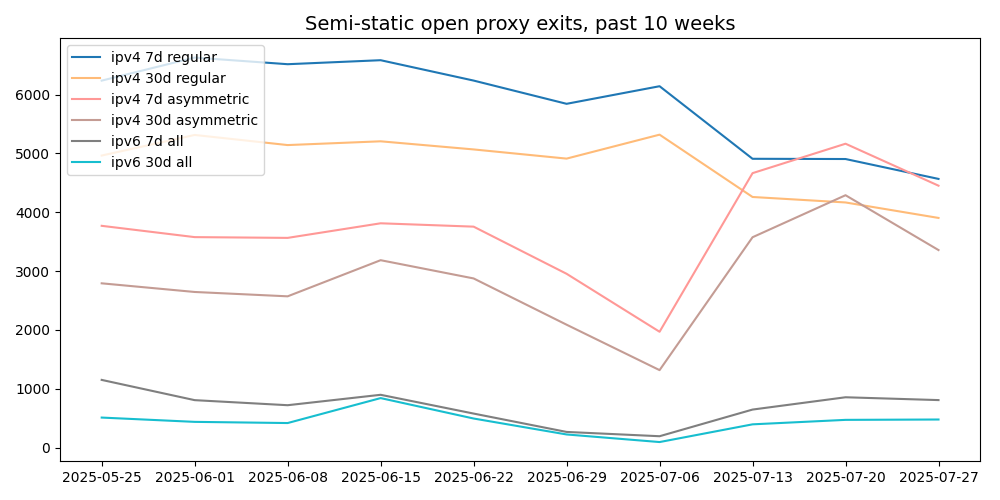 Semi-static open proxy exits, past 10 weeks
ipv4 7d regular
ipv4 30d regular
ipv4 7d asymmetric
ipv4 30d asymmetric
ipv6 7d all
ipv6 30d all
6000
5000
4000
3000
2000
1000
0
2025-05-25 2025-06-01 2025-06-08 2025-06-15 2025-06-22 2025-06-29 2025-07-06 2025-07-13 2025-07-20 2025-07-27